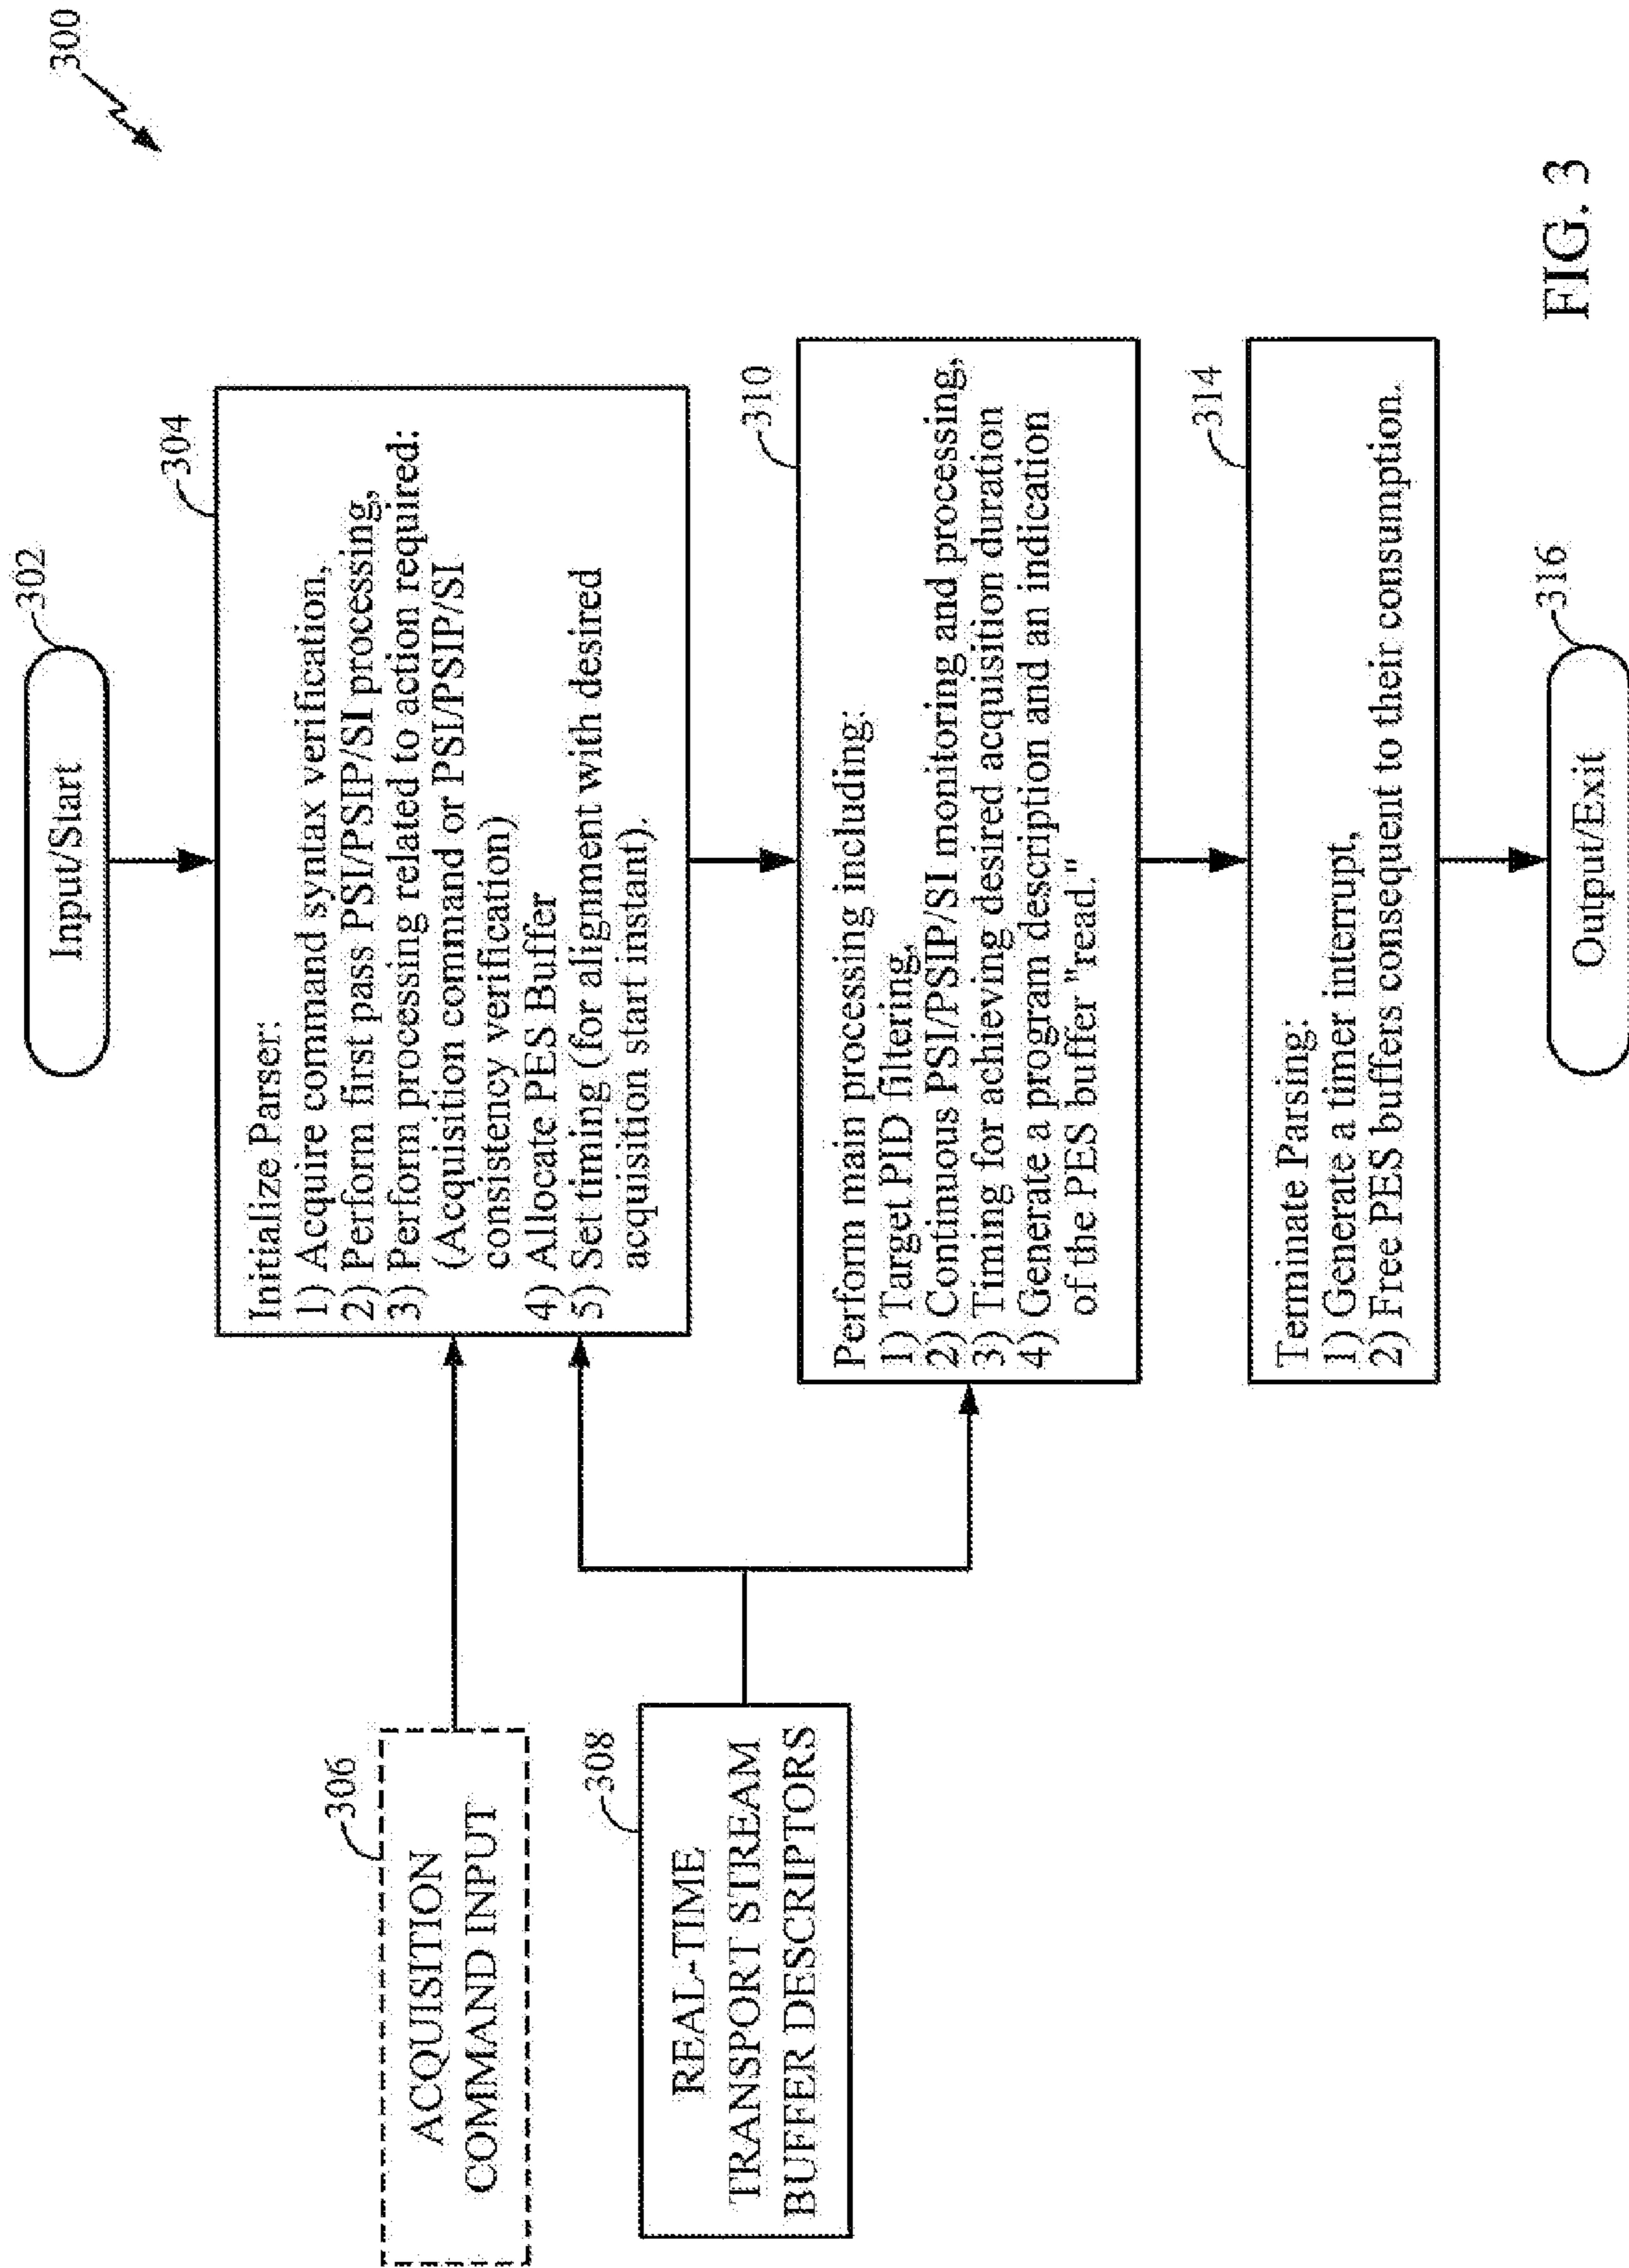 300
Input/Start
302
304
Initialize Parser:
1) Acquire command syntax verification,
2) Perform first pass PSI/PSIP/SI processing,
3) Perform processing related to action required:
(Acquisition command or PSI/PSIP/SI
consistency verification)
4) Allocate PES Buffer
5) Set timing (for alignment with desired
acquisition start instant).
306
ACQUISITION
COMMAND INPUT
308
REAL-TIME
TRANSPORT STREAM
BUFFER DESCRIPTORS
310
Perform main processing including:
1) Target PID filtering,
2) Continuous PSI/PSIP/SI monitoring and processing,
3) Timing for achieving desired acquisition duration
4) Generate a program description and an indication
of the PES buffer "read."
314
Terminate Parsing:
1) Generate a timer interrupt,
2) Free PES buffers consequent to their consumption.
316
Output/Exit
FIG. 3